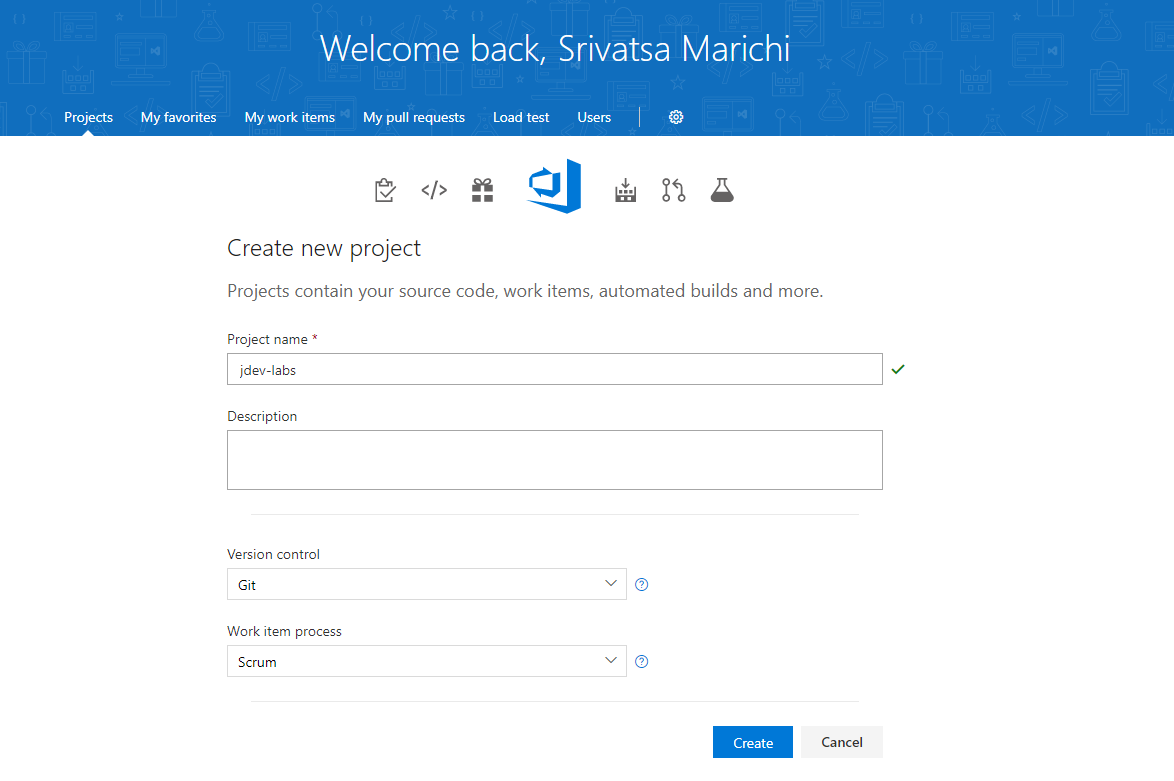 Welcome back, Srivatsa Marichi
Projects My favorites My work items My pull requests Load test Users
Create new project
Projects contain your source code, work items, automated builds and more.
Project name *
jdev-labs
Description
Version control
Git
Work item process
Scrum
Create Cancel